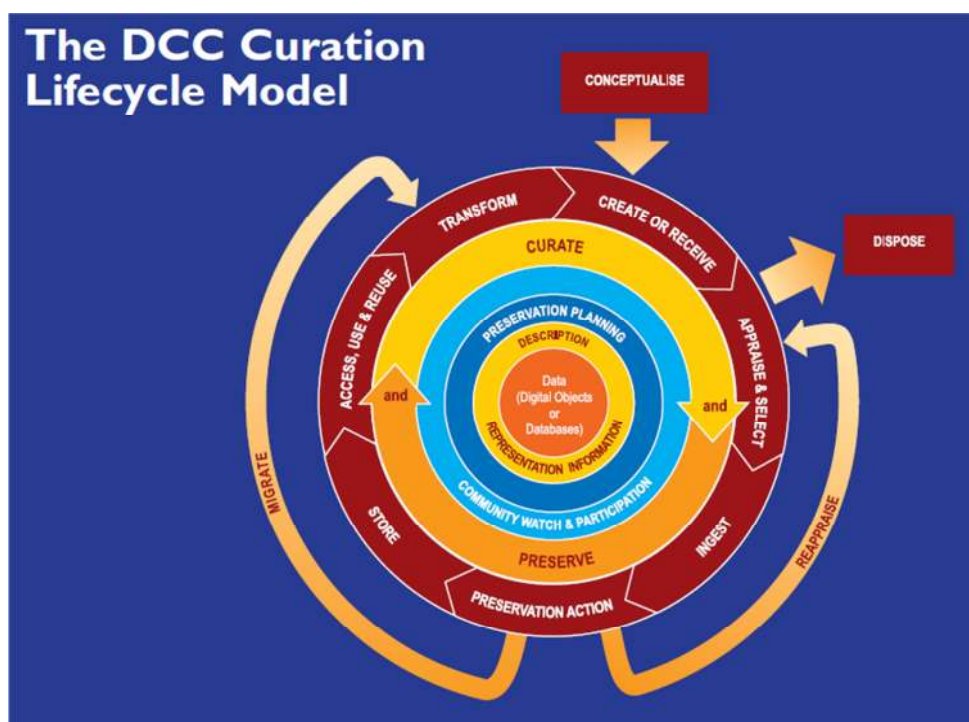 The DCC Curation
Lifecycle Model
CONCEPTUALISE
TRANSFORM
CREATE OR RECEIVE
DISPOSE
CURATE
ACCESS, USE & REUSE
PRESERVATION PLANNING
DESCRIPTION
APPRAISE & SELECT
and
Data
(Digital Objects
or
Databases)
and
REPRESENTATION INFORMATION
COMMUNITY WATCH & PARTICIPATION
MIGRATE
STORE
INGEST
REAPPRAISE
PRESERVE
PRESERVATION ACTION